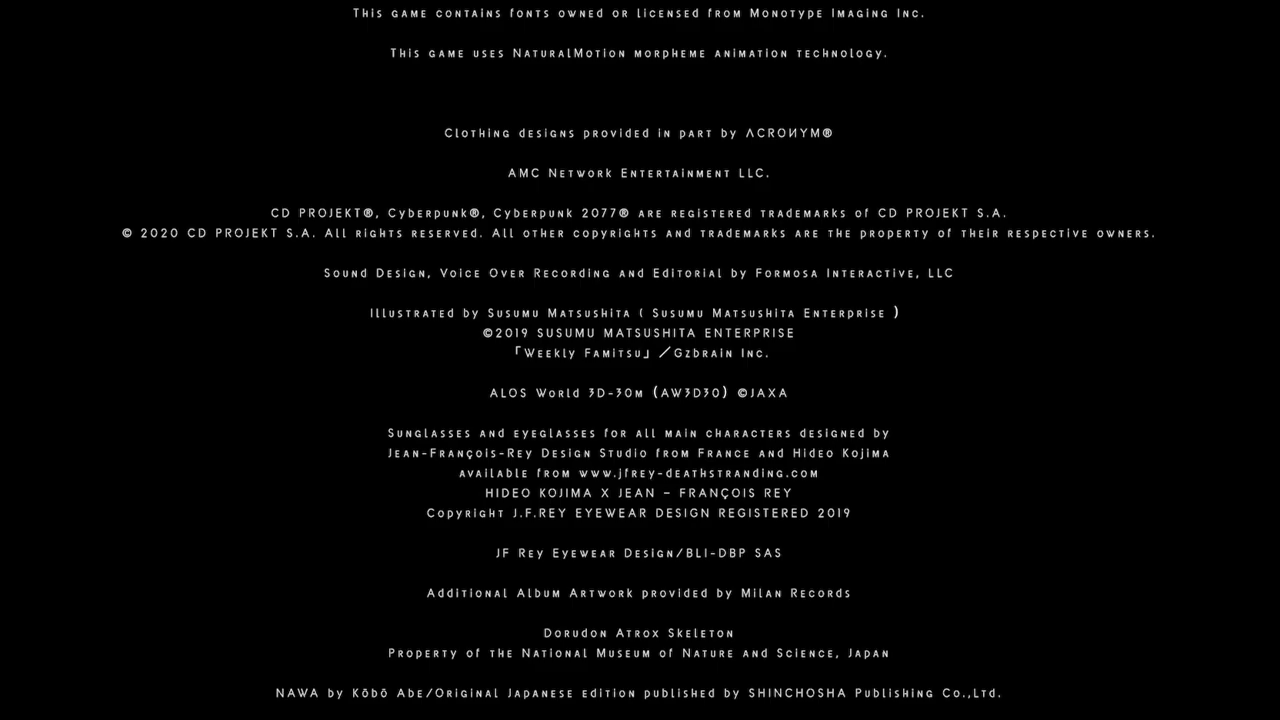 This game contains fonts owned or licensed from Monotype Imaging Inc.
This game uses NaturalMotion morpheme animation technology.
Clothing designs provided in part by ΛCROИYM®
AMC Network Entertainment LLC.
CD PROJEKT®, Cyberpunk®, Cyberpunk 2077® are registered trademarks of CD PROJEKT S.A.
© 2020 CD PROJEKT S.A. All rights reserved. All other copyrights and trademarks are the property of their respective owners.
Sound Design, Voice Over Recording and Editorial by Formosa Interactive, LLC
Illustrated by Susumu Matsushita ( Susumu Matsushita Enterprise )
©2019 SUSUMU MATSUSHITA ENTERPRISE
「Weekly Famitsu」／Gzbrain Inc.
ALOS World 3D-30m (AW3D30) ©JAXA
Sunglasses and eyeglasses for all main characters designed by
Jean-François-Rey Design Studio from France and Hideo Kojima
available from www.jfrey-deathstranding.com
HIDEO KOJIMA X JEAN – FRANÇOIS REY
Copyright J.F.REY EYEWEAR DESIGN REGISTERED 2019
JF Rey Eyewear Design/BLI-DBP SAS
Additional Album Artwork provided by Milan Records
Dorudon Atrox Skeleton
Property of the National Museum of Nature and Science, Japan
NAWA by Kōbō Abe/Original Japanese edition published by SHINCHOSHA Publishing Co.,Ltd.